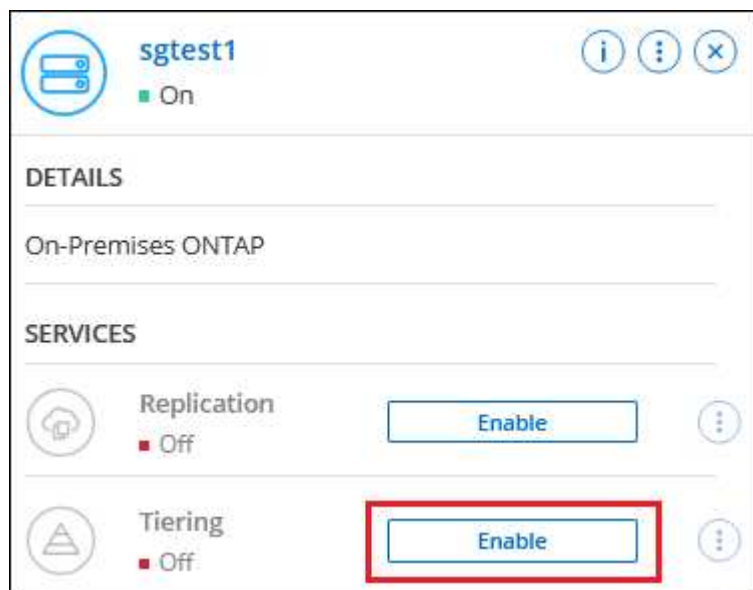 sgtest1
On
DETAILS
On-Premises ONTAP
SERVICES
Replication
Enable
Off
Tiering
Enable
Off